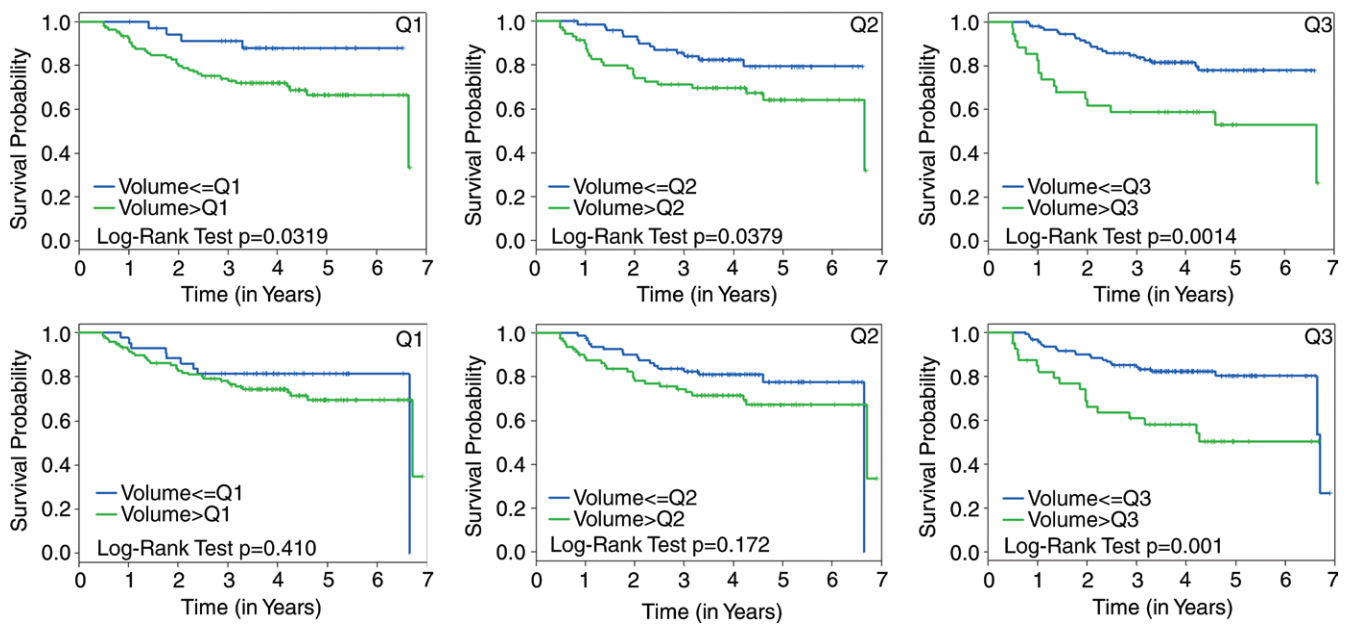 Q1
Survival Probability
1.0
0.8
0.6
0.4
0.2
0.0
Volume<=Q1
Volume>Q1
Log-Rank Test p=0.0319
0 1 2 3 4 5 6 7
Time (in Years)
Q2
Survival Probability
1.0
0.8
0.6
0.4
0.2
0.0
Volume<=Q2
Volume>Q2
Log-Rank Test p=0.0379
0 1 2 3 4 5 6 7
Time (in Years)
Q3
Survival Probability
1.0
0.8
0.6
0.4
0.2
0.0
Volume<=Q3
Volume>Q3
Log-Rank Test p=0.0014
0 1 2 3 4 5 6 7
Time (in Years)
Q1
Survival Probability
1.0
0.8
0.6
0.4
0.2
0.0
Volume<=Q1
Volume>Q1
Log-Rank Test p=0.410
0 1 2 3 4 5 6 7
Time (in Years)
Q2
Survival Probability
1.0
0.8
0.6
0.4
0.2
0.0
Volume<=Q2
Volume>Q2
Log-Rank Test p=0.172
0 1 2 3 4 5 6 7
Time (in Years)
Q3
Survival Probability
1.0
0.8
0.6
0.4
0.2
0.0
Volume<=Q3
Volume>Q3
Log-Rank Test p=0.001
0 1 2 3 4 5 6 7
Time (in Years)